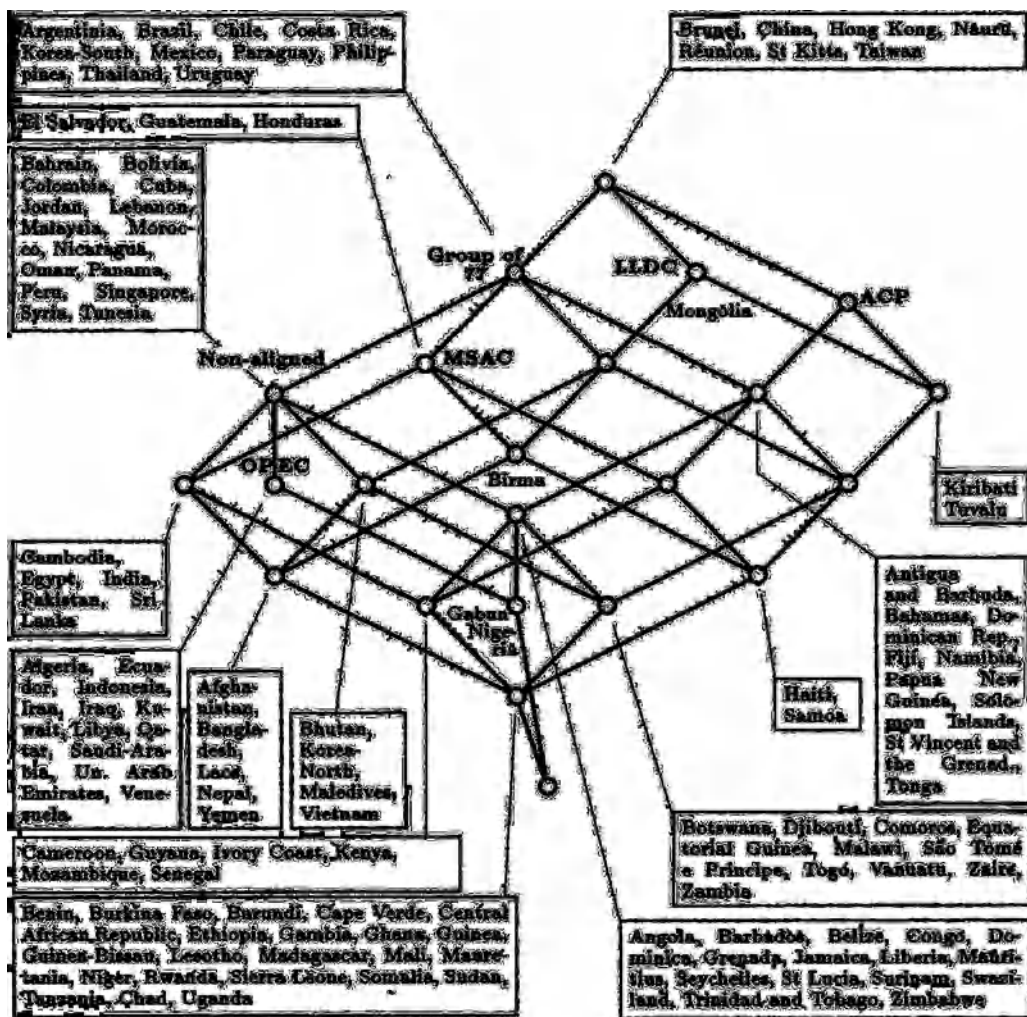 Argentinia, Brazil, Chile, Costa Rica,
Korea-South, Mexico, Paraguay, Philip-
pines, Thailand, Uruguay
Brunei, China, Hong Kong, Nauru,
Réunion, St Kitts, Taiwan
El Salvador, Guatemala, Honduras
Bahrain, Bolivia,
Colombia, Cuba,
Jordan, Lebanon,
Malaysia, Moroc-
co, Nicaragua,
Oman, Panama,
Peru, Singapore,
Syria, Tunesia
Group of
77
LLDC
Mongolia
ACP
Non-aligned
MSAC
OPEC
Birma
Kiribati
Tuvalu
Cambodia,
Egypt, India,
Pakistan, Sri
Lanka
Gabun
Nige-
ria
Antigua
and Barbuda,
Bahamas, Do-
minican Rep.,
Fiji, Namibia,
Papua New
Guinea, Solo-
mon Islands,
St Vincent and
the Grenad.,
Tonga
Algeria, Ecua-
dor, Indonesia,
Iran, Iraq, Ku-
wait, Libya, Qa-
tar, Saudi-Ara-
bia, Un. Arab
Emirates, Vene-
zuela
Afgha-
nistan,
Bangla-
desh,
Laos,
Nepal,
Yemen
Bhutan,
Korea-
North,
Maledives,
Vietnam
Haiti,
Samoa
Cameroon, Guyana, Ivory Coast, Kenya,
Mozambique, Senegal
Botswana, Djibouti, Comoros, Equa-
torial Guinea, Malawi, São Tomé
e Principe, Togo, Vanuatu, Zaire,
Zambia
Benin, Burkina Faso, Burundi, Cape Verde, Central
African Republic, Ethiopia, Gambia, Ghana, Guinea,
Guinea-Bissau, Lesotho, Madagascar, Mali, Maure-
tania, Niger, Rwanda, Sierra Leone, Somalia, Sudan,
Tanzania, Chad, Uganda
Angola, Barbados, Belize, Congo, Do-
minica, Grenada, Jamaica, Liberia, Mauri-
tius, Seychelles, St Lucia, Surinam, Swazi-
land, Trinidad and Tobago, Zimbabwe